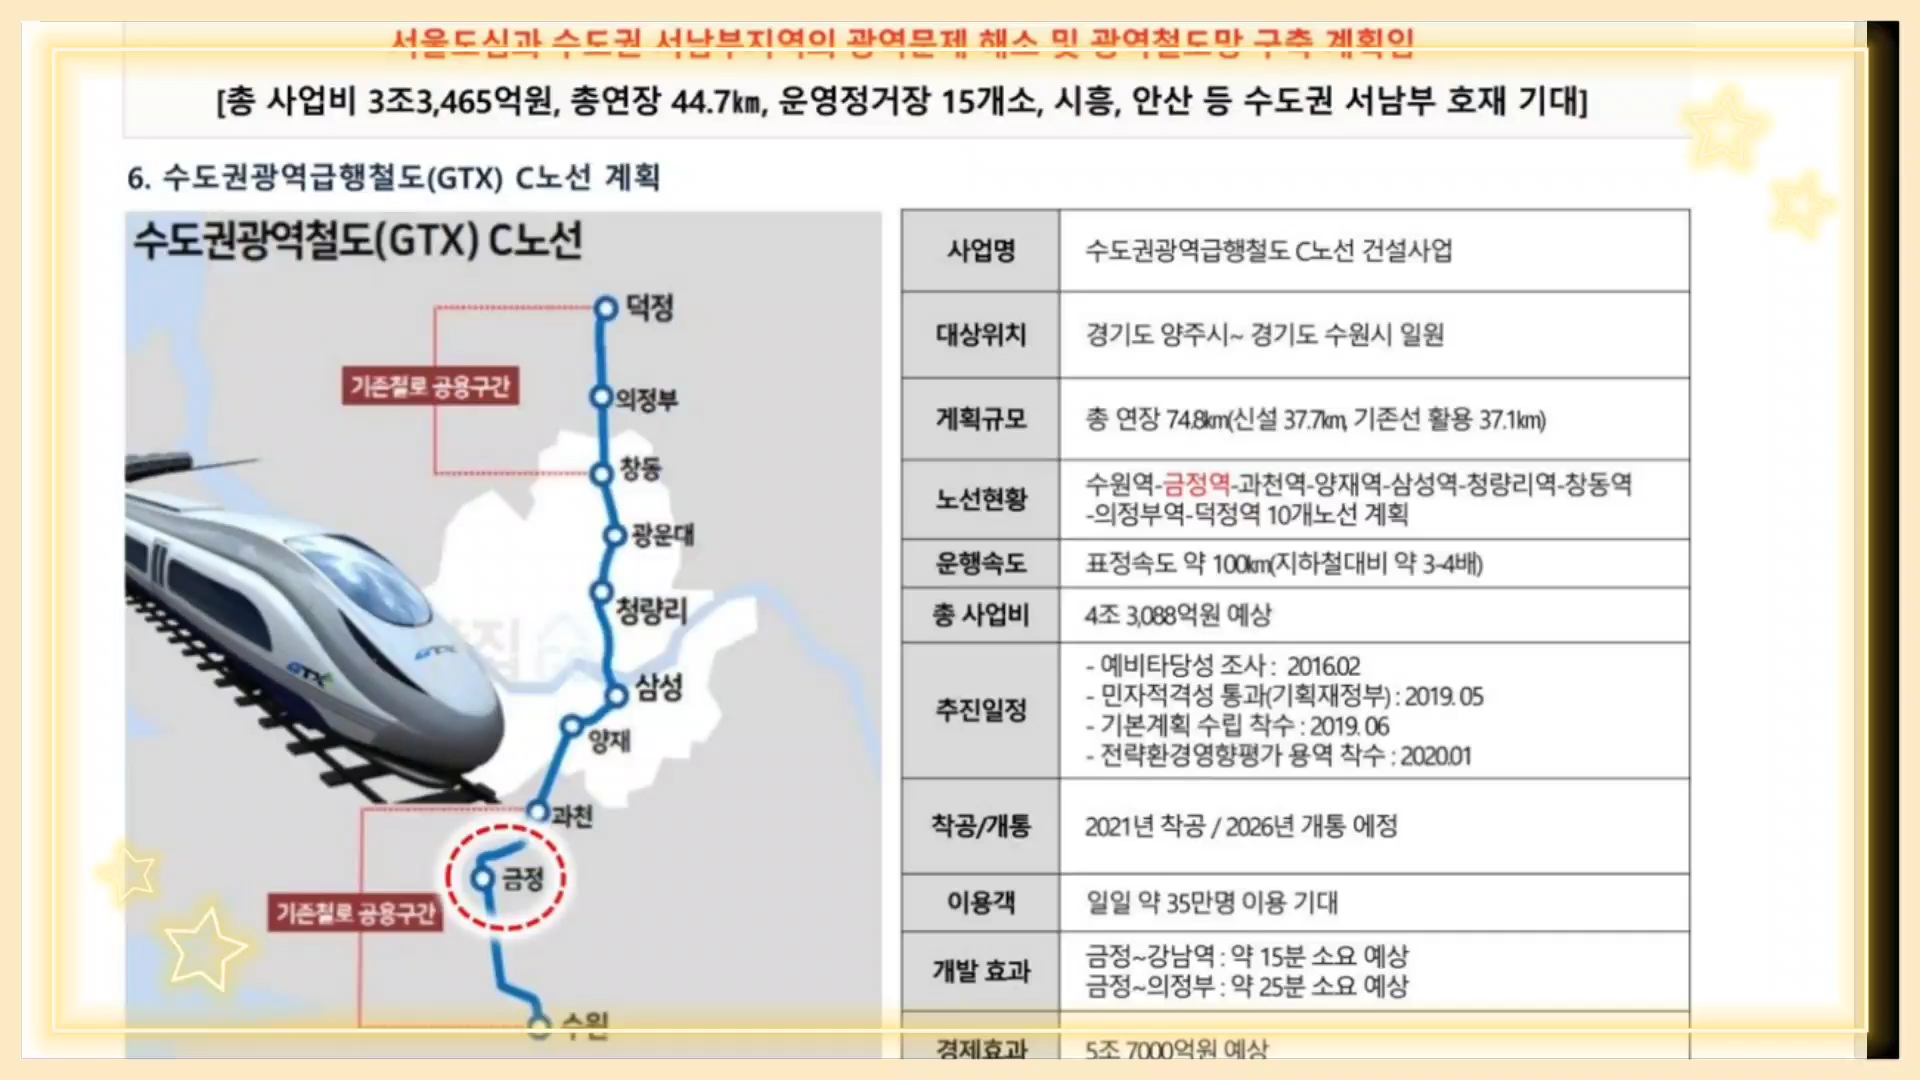 서울도심과 수도권 서남부지역의 광역문제 해소 및 광역철도망 구축 계획임
[총 사업비 3조3,465억원, 총연장 44.7㎞, 운영정거장 15개소, 시흥, 안산 등 수도권 서남부 호재 기대]
6. 수도권광역급행철도(GTX) C노선 계획
수도권광역철도(GTX) C노선
덕정
기존철로 공용구간
의정부
창동
광운대
청량리
삼성
양재
과천
금정
기존철로 공용구간
수원
GTX
GTX
사업명
수도권광역급행철도 C노선 건설사업
대상위치
경기도 양주시~ 경기도 수원시 일원
계획규모
총 연장 74.8㎞(신설 37.7㎞, 기존선 활용 37.1㎞)
노선현황
수원역-금정역-과천역-양재역-삼성역-청량리역-창동역
-의정부역-덕정역 10개노선 계획
운행속도
표정속도 약 100㎞(지하철대비 약 3-4배)
총 사업비
4조 3,088억원 예상
추진일정
- 예비타당성 조사 : 2016.02
- 민자적격성 통과(기획재정부) : 2019. 05
- 기본계획 수립 착수 : 2019. 06
- 전략환경영향평가 용역 착수 : 2020.01
착공/개통
2021년 착공 / 2026년 개통 예정
이용객
일일 약 35만명 이용 기대
개발 효과
금정~강남역 : 약 15분 소요 예상
금정~의정부 : 약 25분 소요 예상
경제효과
5조 7000억원 예상